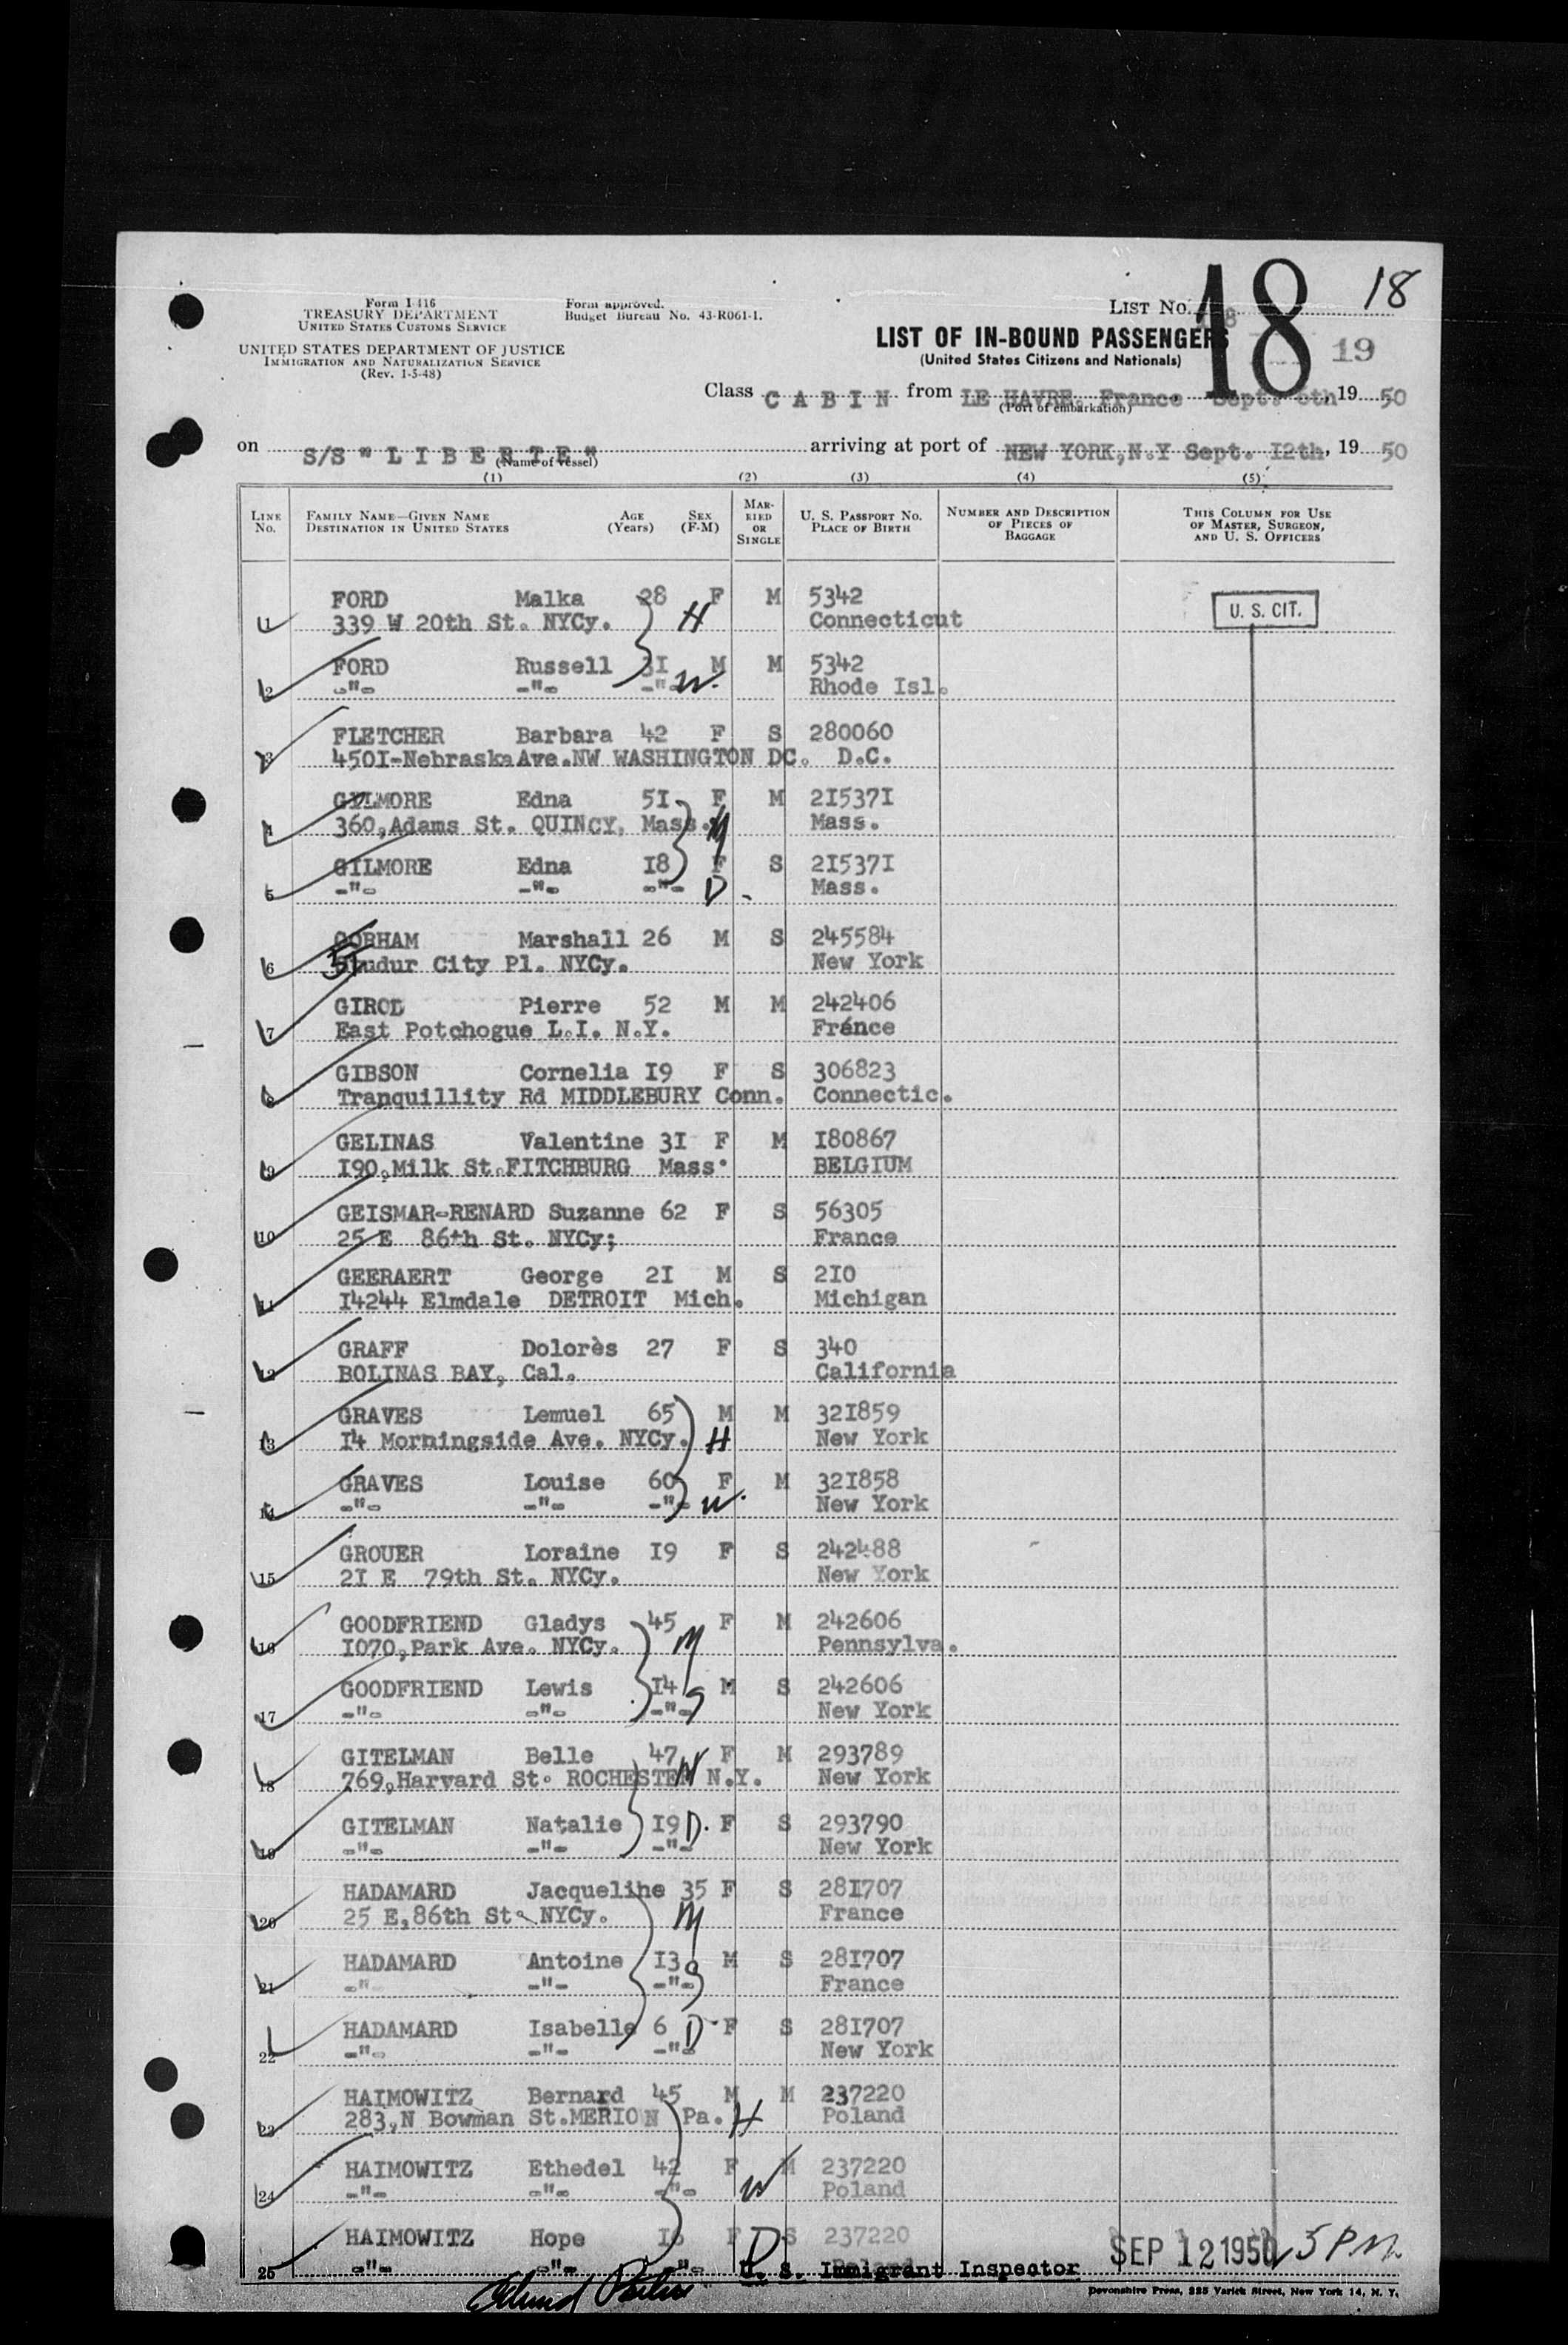 Form I-416
TREASURY DEPARTMENT
UNITED STATES CUSTOMS SERVICE
UNITED STATES DEPARTMENT OF JUSTICE
IMMIGRATION AND NATURALIZATION SERVICE
(Rev. 1-5-48)
Form approved.
Budget Bureau No. 43-R061-1.
LIST NO. 18 18
LIST OF IN-BOUND PASSENGERS
(United States Citizens and Nationals)
19
Class C A B I N from LE HAVRE, France Sept. 6th, 19 50
(Port of embarkation)
on S/S " L I B E R T E " arriving at port of NEW YORK, N.Y Sept. 12th, 19 50
(Name of vessel)
(1) (2) (3) (4) (5)
LINE NO. FAMILY NAME—GIVEN NAME DESTINATION IN UNITED STATES AGE (Years) SEX (F-M) MARRIED OR SINGLE U. S. PASSPORT NO. PLACE OF BIRTH NUMBER AND DESCRIPTION OF PIECES OF BAGGAGE THIS COLUMN FOR USE OF MASTER, SURGEON, AND U. S. OFFICERS
FORD Malka 28 F M 5342 U. S. CIT.
1 339 W 20th St. NYCy. H Connecticut
FORD Russell 31 M M 5342
2 -"- -"- -"- W. Rhode Isl.
FLETCHER Barbara 42 F S 280060
3 4501-Nebraska Ave.NW WASHINGTON DC. D.C.
GILMORE Edna 51 F M 215371
4 360,Adams St. QUINCY, Mass. M Mass.
GILMORE Edna 18 F S 215371
5 -"- -"- -"- D. Mass.
GORHAM Marshall 26 M S 245584
6 udur City Pl. NYCy. New York
GIROD Pierre 52 M M 242406
7 East Potchogue L.I. N.Y. Fránce
GIBSON Cornelia 19 F S 306823
8 Tranquillity Rd MIDDLEBURY Conn. Connectic.
GELINAS Valentine 31 F M 180867
9 190,Milk St.FITCHBURG Mass. BELGIUM
GEISMAR-RENARD Suzanne 62 F S 56305
10 25 E 86th St. NYCy; France
GEERAERT George 21 M S 210
11 14244 Elmdale DETROIT Mich. Michigan
GRAFF Dolorès 27 F S 340
12 BOLINAS BAY, Cal. California
GRAVES Lemuel 65 M M 321859
13 14 Morningside Ave. NYCy. H New York
GRAVES Louise 60 F M 321858
14 -"- -"- -"- W. New York
GROUER Loraine 19 F S 242488
15 21 E 79th St. NYCy. New York
GOODFRIEND Gladys 45 F M 242606
16 1070,Park Ave. NYCy. M Pennsylva.
GOODFRIEND Lewis 14 M S 242606
17 -"- -"- -"- S New York
GITELMAN Belle 47 F M 293789
18 769,Harvard St. ROCHESTER N.Y. M New York
GITELMAN Natalie 19 D. F S 293790
19 -"- -"- -"- New York
HADAMARD Jacqueline 35 F S 281707
20 25 E,86th St. NYCy. M France
HADAMARD Antoine 13 S M S 281707
21 -"- -"- -"- France
HADAMARD Isabelle 6 D F S 281707
22 -"- -"- -"- New York
HAIMOWITZ Bernard 45 M M 237220
23 283,N Bowman St.MERION Pa. H Poland
HAIMOWITZ Ethedel 42 F M 237220
24 -"- -"- -"- W Poland
HAIMOWITZ Hope F D S 237220
25 -"- -"- -"- Poland
U. S. Immigrant Inspector SEP 12 1950 5 PM.
Devonshire Press, 225 Varick Street, New York 14, N. Y.